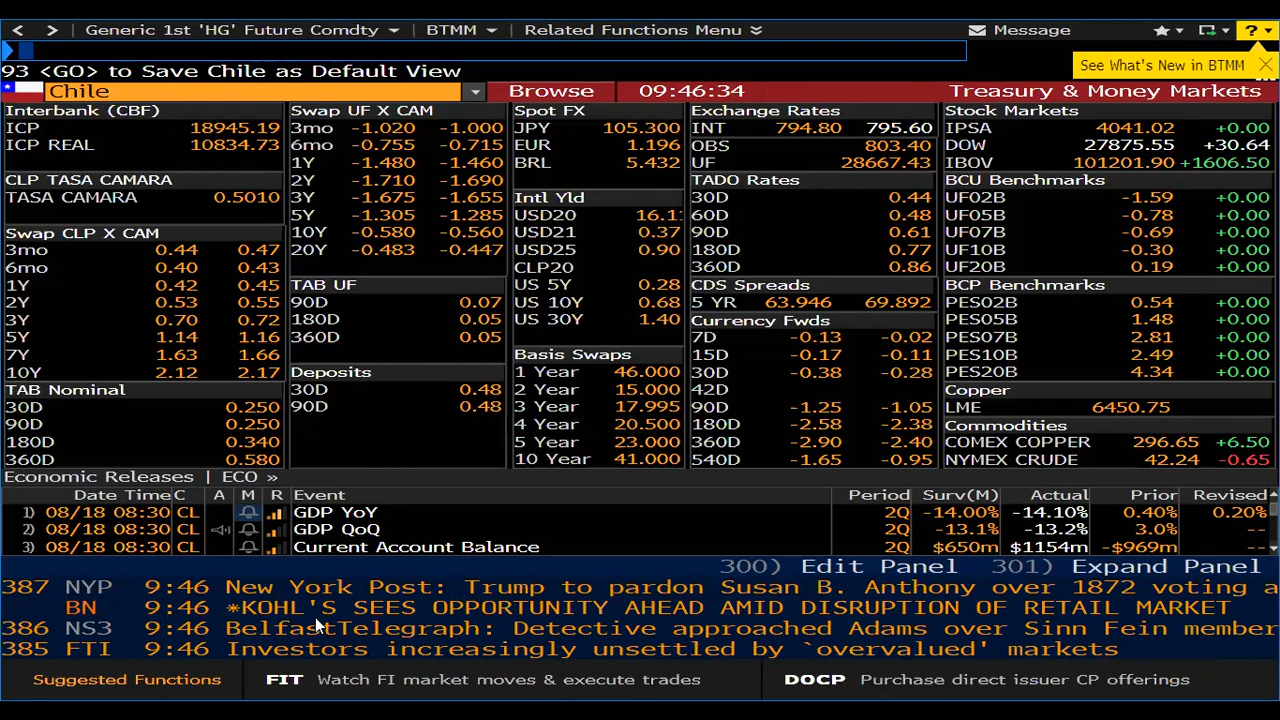 < > Generic 1st 'HG' Future Comdty BTMM Related Functions Menu Message ?
93 <GO> to Save Chile as Default View See What's New in BTMM
Chile Browse 09:46:34 Treasury & Money Markets
Interbank (CBF)
ICP 18945.19
ICP REAL 10834.73
CLP TASA CAMARA
TASA CAMARA 0.5010
Swap CLP X CAM
3mo 0.44 0.47
6mo 0.40 0.43
1Y 0.42 0.45
2Y 0.53 0.55
3Y 0.70 0.72
5Y 1.14 1.16
7Y 1.63 1.66
10Y 2.12 2.17
TAB Nominal
30D 0.250
90D 0.250
180D 0.340
360D 0.580
Swap UF X CAM
3mo -1.020 -1.000
6mo -0.755 -0.715
1Y -1.480 -1.460
2Y -1.710 -1.690
3Y -1.675 -1.655
5Y -1.305 -1.285
10Y -0.580 -0.560
20Y -0.483 -0.447
TAB UF
90D 0.07
180D 0.05
360D 0.05
Deposits
30D 0.48
90D 0.48
Spot FX
JPY 105.300
EUR 1.196
BRL 5.432
Intl Yld
USD20 16.11
USD21 0.37
USD25 0.90
CLP20
US 5Y 0.28
US 10Y 0.68
US 30Y 1.40
Basis Swaps
1 Year 46.000
2 Year 15.000
3 Year 17.995
4 Year 20.500
5 Year 23.000
10 Year 41.000
Exchange Rates
INT 794.80 795.60
OBS 803.40
UF 28667.43
TADO Rates
30D 0.44
60D 0.48
90D 0.61
180D 0.77
360D 0.86
CDS Spreads
5 YR 63.946 69.892
Currency Fwds
7D -0.13 -0.02
15D -0.17 -0.11
30D -0.38 -0.28
42D
90D -1.25 -1.05
180D -2.58 -2.38
360D -2.90 -2.40
540D -1.65 -0.95
Stock Markets
IPSA 4041.02 +0.00
DOW 27875.55 +30.64
IBOV 101201.90 +1606.50
BCU Benchmarks
UF02B -1.59 +0.00
UF05B -0.78 +0.00
UF07B -0.69 +0.00
UF10B -0.30 +0.00
UF20B 0.19 +0.00
BCP Benchmarks
PES02B 0.54 +0.00
PES05B 1.48 +0.00
PES07B 2.81 +0.00
PES10B 2.49 +0.00
PES20B 4.34 +0.00
Copper
LME 6450.75
Commodities
COMEX COPPER 296.65 +6.50
NYMEX CRUDE 42.24 -0.65
Economic Releases | ECO »
Date Time C A M R Event Period Surv(M) Actual Prior Revised
1) 08/18 08:30 CL GDP YoY 2Q -14.00% -14.10% 0.40% 0.20%
2) 08/18 08:30 CL GDP QoQ 2Q -13.1% -13.2% 3.0% --
3) 08/18 08:30 CL Current Account Balance 2Q $650m $1154m -$969m --
300) Edit Panel 301) Expand Panel
387 NYP 9:46 New York Post: Trump to pardon Susan B. Anthony over 1872 voting a
BN 9:46 *KOHL'S SEES OPPORTUNITY AHEAD AMID DISRUPTION OF RETAIL MARKET
386 NS3 9:46 BelfastTelegraph: Detective approached Adams over Sinn Fein member
385 FTI 9:46 Investors increasingly unsettled by `overvalued' markets
Suggested Functions FIT Watch FI market moves & execute trades DOCP Purchase direct issuer CP offerings